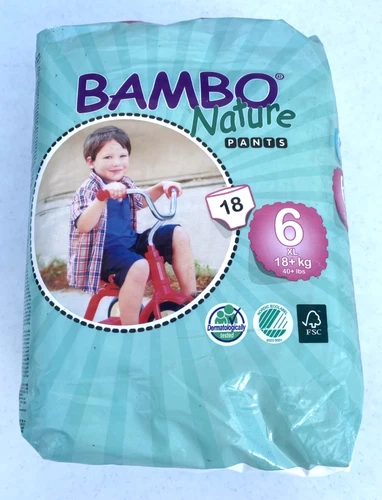 BAMBO®
Nature
PANTS
18
6
XL
18+ kg
40+ lbs
Dermatologically
tested
FSC